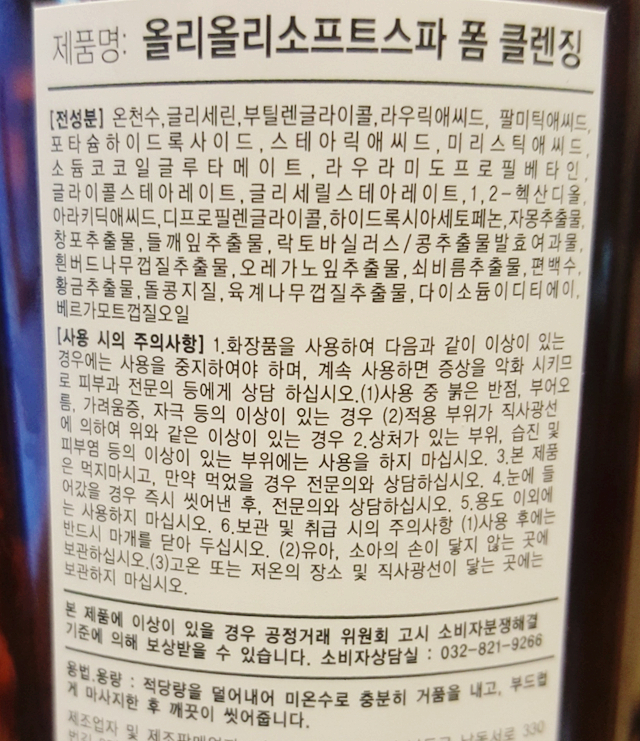 제품명: 올리올리소프트스파 폼 클렌징
[전성분] 온천수,글리세린,부틸렌글라이콜,라우릭애씨드, 팔미틱애씨드,
포타슘하이드록사이드,스테아릭애씨드,미리스틱애씨드,
소듐코코일글루타메이트, 라우라미도프로필베타인,
글라이콜스테아레이트,글리세릴스테아레이트,1,2-헥산디올,
아라키딕애씨드,디프로필렌글라이콜,하이드록시아세토페논,자몽추출물,
창포추출물,들깨잎추출물,락토바실러스/콩추출물발효여과물,
흰버드나무껍질추출물,오레가노잎추출물,쇠비름추출물,편백수,
황금추출물,돌콩지질,육계나무껍질추출물,다이소듐이디티에이,
베르가모트껍질오일
[사용 시의 주의사항] 1.화장품을 사용하여 다음과 같이 이상이 있는
경우에는 사용을 중지하여야 하며, 계속 사용하면 증상을 악화 시키므
로 피부과 전문의 등에게 상담 하십시오.(1)사용 중 붉은 반점, 부어오
름, 가려움증, 자극 등의 이상이 있는 경우 (2)적용 부위가 직사광선
에 의하여 위와 같은 이상이 있는 경우 2.상처가 있는 부위, 습진 및
피부염 등의 이상이 있는 부위에는 사용을 하지 마십시오. 3.본 제품
은 먹지마시고, 만약 먹었을 경우 전문의와 상담하십시오. 4.눈에 들
어갔을 경우 즉시 씻어낸 후, 전문의와 상담하십시오. 5.용도 이외에
는 사용하지 마십시오. 6.보관 및 취급 시의 주의사항 (1)사용 후에는
반드시 마개를 닫아 두십시오. (2)유아, 소아의 손이 닿지 않는 곳에
보관하십시오.(3)고온 또는 저온의 장소 및 직사광선이 닿는 곳에는
보관하지 마십시오.
본 제품에 이상이 있을 경우 공정거래 위원회 고시 소비자분쟁해결
기준에 의해 보상받을 수 있습니다. 소비자상담실 : 032-821-9266
용법.용량 : 적당량을 덜어내어 미온수로 충분히 거품을 내고, 부드럽
게 마사지한 후 깨끗이 씻어줍니다.
제조업자 및 남동서로 330